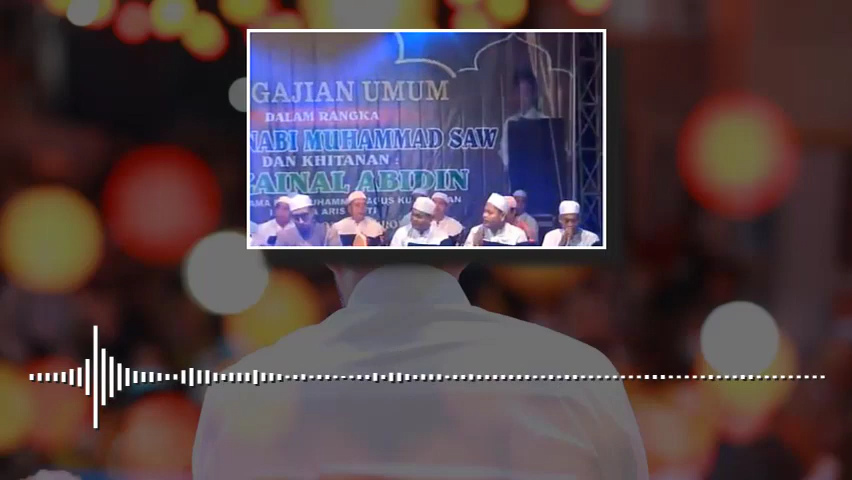 GAJIAN UMUM
DALAM RANGKA
NABI MUHAMMAD SAW
DAN KHITANAN :
AINAL ABIDIN